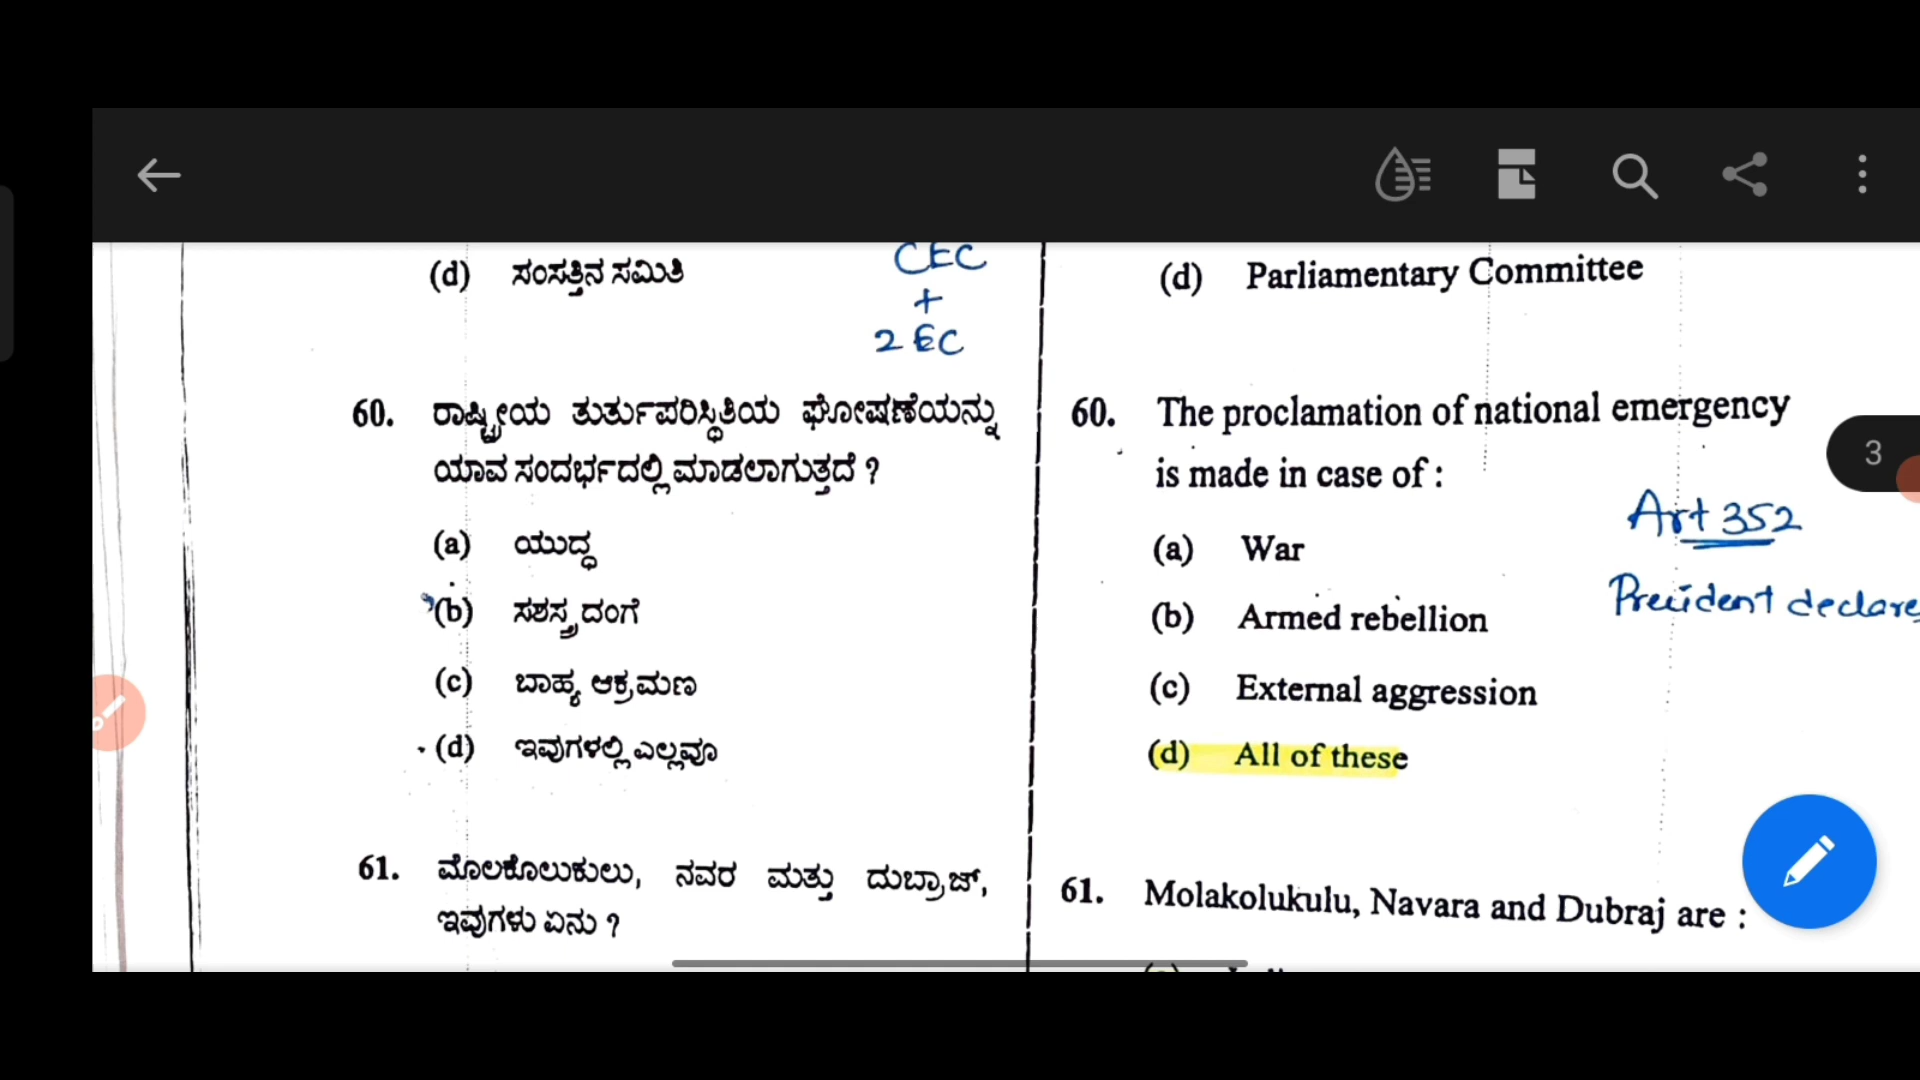 (d) ಸಂಸತ್ತಿನ ಸಮಿತಿ
CEC
+
2 EC
60. ರಾಷ್ಟ್ರೀಯ ತುರ್ತುಪರಿಸ್ಥಿತಿಯ ಘೋಷಣೆಯನ್ನು
ಯಾವ ಸಂದರ್ಭದಲ್ಲಿ ಮಾಡಲಾಗುತ್ತದೆ ?
(a) ಯುದ್ಧ
(b) ಸಶಸ್ತ್ರ ದಂಗೆ
(c) ಬಾಹ್ಯ ಆಕ್ರಮಣ
(d) ಇವುಗಳಲ್ಲಿ ಎಲ್ಲವೂ
61. ಮೊಲಕೊಲುಕುಲು, ನವರ ಮತ್ತು ದುಬ್ರಾಜ್,
ಇವುಗಳು ಏನು ?
(d) Parliamentary Committee
60. The proclamation of national emergency
is made in case of :
(a) War
(b) Armed rebellion
(c) External aggression
(d) All of these
Art 352
President declares
61. Molakolukulu, Navara and Dubraj are :
3